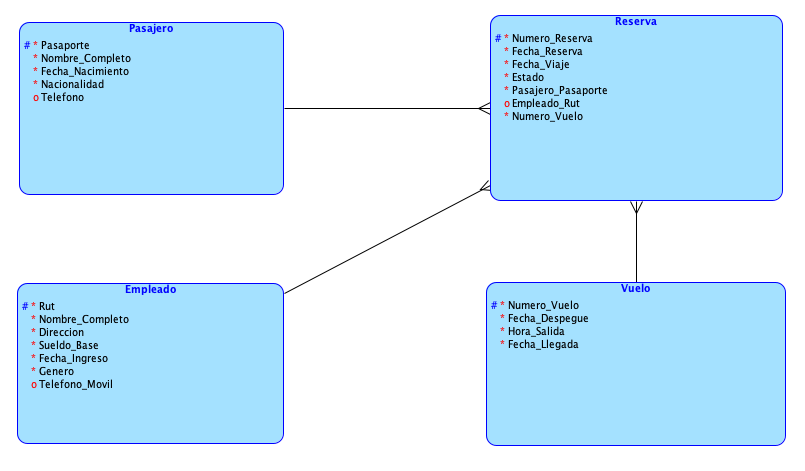 Pasajero
# * Pasaporte
* Nombre_Completo
* Fecha_Nacimiento
* Nacionalidad
o Telefono
Reserva
# * Numero_Reserva
* Fecha_Reserva
* Fecha_Viaje
* Estado
* Pasajero_Pasaporte
o Empleado_Rut
* Numero_Vuelo
Empleado
# * Rut
* Nombre_Completo
* Direccion
* Sueldo_Base
* Fecha_Ingreso
* Genero
o Telefono_Movil
Vuelo
# * Numero_Vuelo
* Fecha_Despegue
* Hora_Salida
* Fecha_Llegada